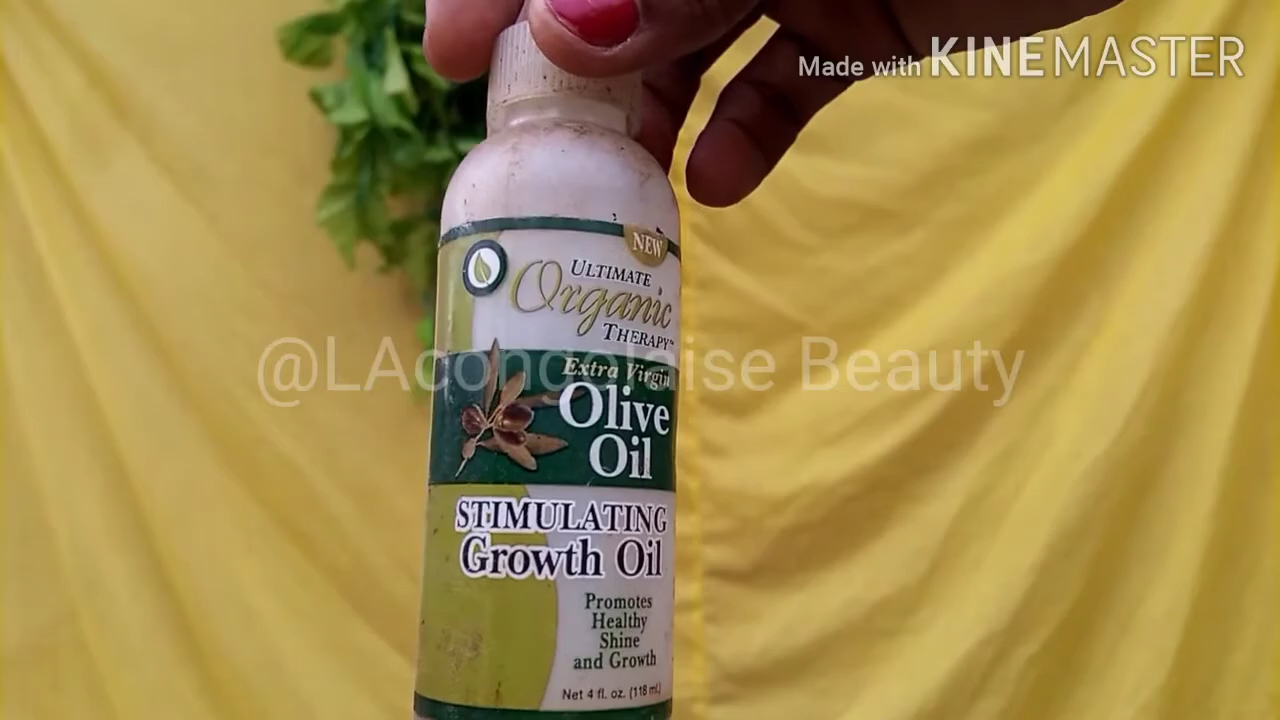 Made with KINEMASTER
NEW
ULTIMATE
Organic
THERAPY™
@LAcongolaise Beauty
Extra Virgin
Olive
Oil
STIMULATING
Growth Oil
Promotes
Healthy
Shine
and Growth
Net 4 fl. oz. (118 ml)